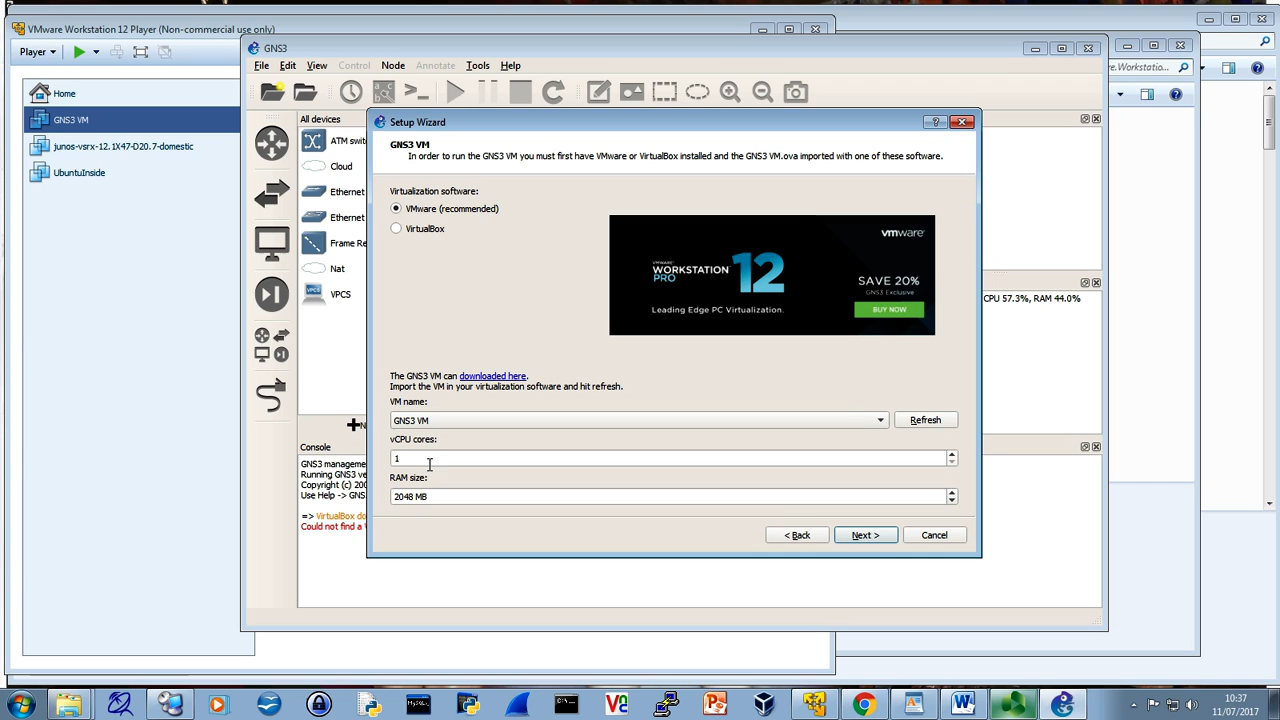 VMware Workstation 12 Player (Non-commercial use only)
Player
Home
GNS3 VM
junos-vsrx-12.1X47-D20.7-domestic
UbuntuInside
GNS3
File Edit View Control Node Annotate Tools Help
re.Workstatio...
All devices
ATM swit
Cloud
Ethernet
Ethernet
Frame Re
Nat
VPCS
CPU 57.3%, RAM 44.0%
Console
GNS3 manageme
Running GNS3 ve
Copyright (c) 200
Use Help -> GNS
=> VirtualBox do
Could not find a V
Setup Wizard
GNS3 VM
In order to run the GNS3 VM you must first have VMware or VirtualBox installed and the GNS3 VM.ova imported with one of these software.
Virtualization software:
VMware (recommended)
VirtualBox
vmware
VMWARE
WORKSTATION 12
PRO
Leading Edge PC Virtualization.
SAVE 20%
GNS3 Exclusive
BUY NOW
The GNS3 VM can downloaded here.
Import the VM in your virtualization software and hit refresh.
VM name:
GNS3 VM
Refresh
vCPU cores:
1
RAM size:
2048 MB
< Back
Next >
Cancel
10:37
11/07/2017